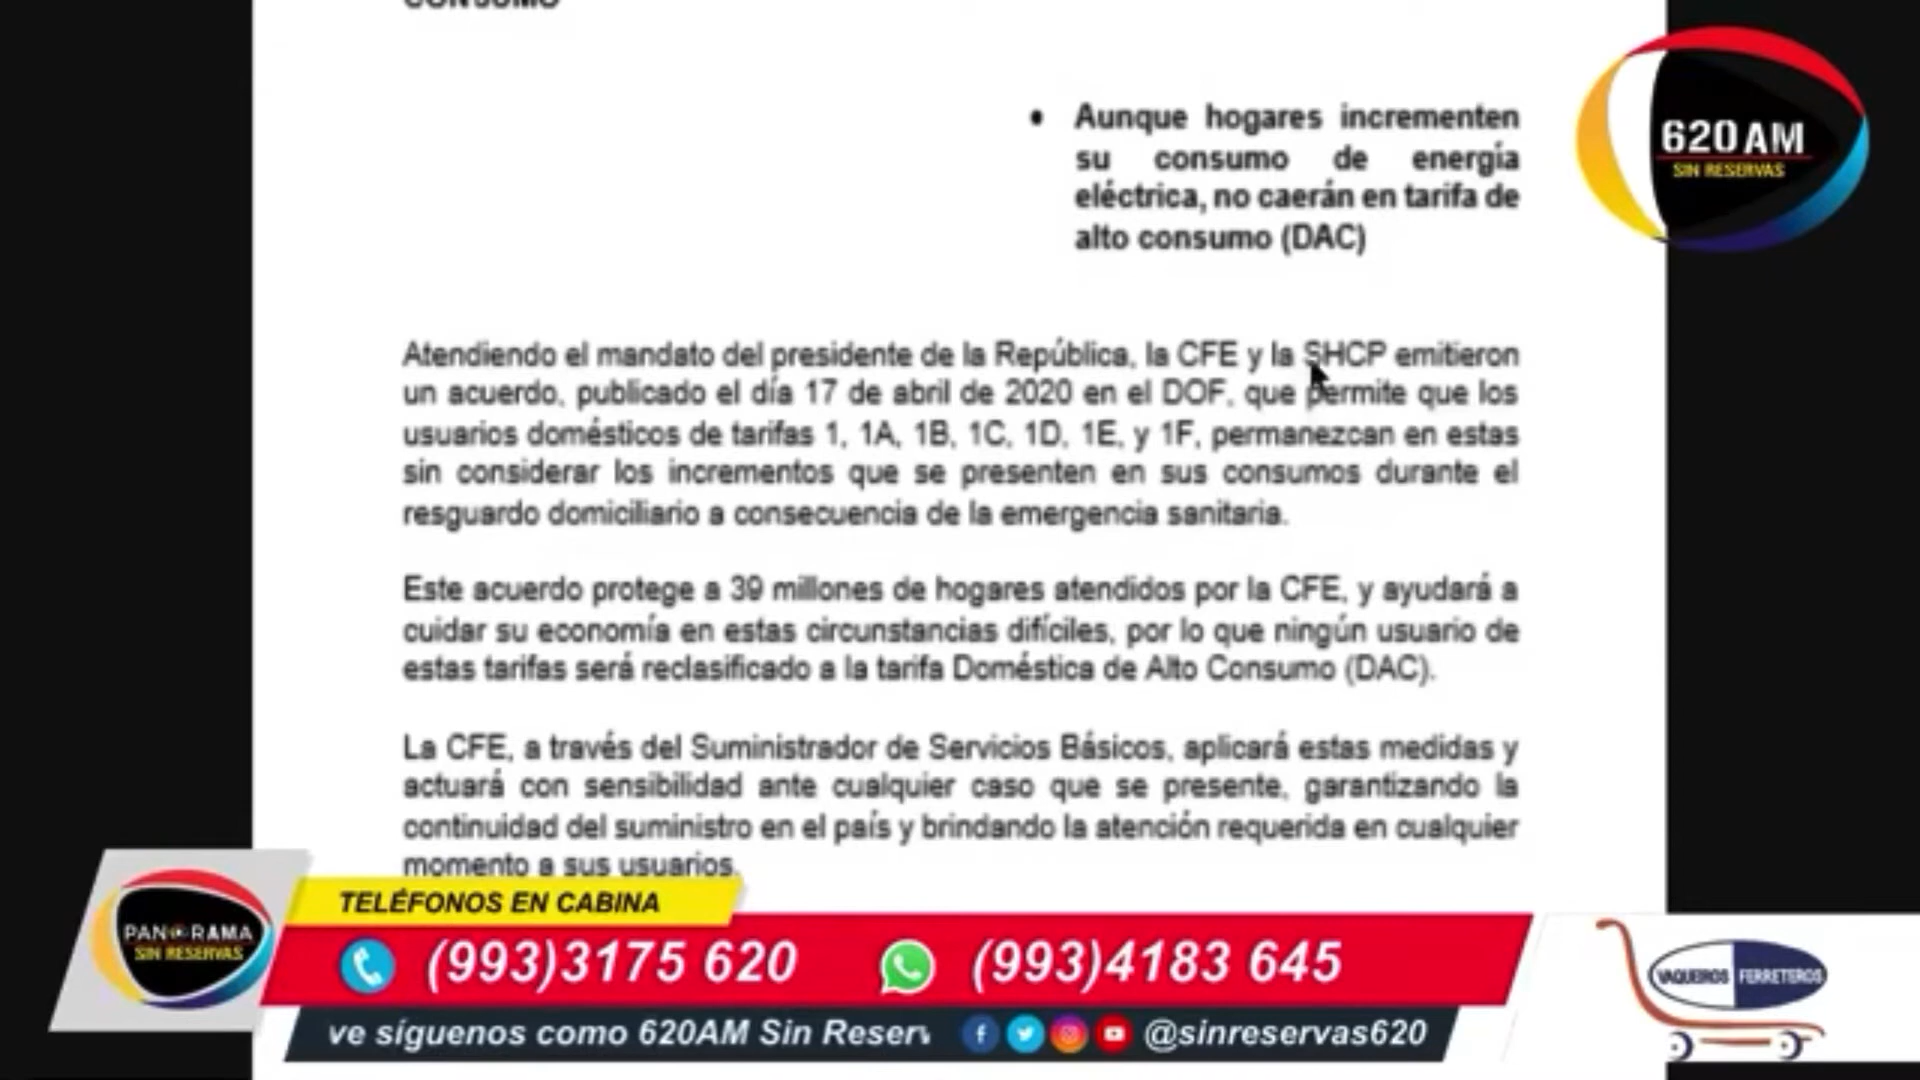 CONSUMO
• Aunque hogares incrementen
su consumo de energía
eléctrica, no caerán en tarifa de
alto consumo (DAC)
620 AM
SIN RESERVAS
Atendiendo el mandato del presidente de la República, la CFE y la SHCP emitieron
un acuerdo, publicado el día 17 de abril de 2020 en el DOF, que permite que los
usuarios domésticos de tarifas 1, 1A, 1B, 1C, 1D, 1E, y 1F, permanezcan en estas
sin considerar los incrementos que se presenten en sus consumos durante el
resguardo domiciliario a consecuencia de la emergencia sanitaria.
Este acuerdo protege a 39 millones de hogares atendidos por la CFE, y ayudará a
cuidar su economía en estas circunstancias difíciles, por lo que ningún usuario de
estas tarifas será reclasificado a la tarifa Doméstica de Alto Consumo (DAC).
La CFE, a través del Suministrador de Servicios Básicos, aplicará estas medidas y
actuará con sensibilidad ante cualquier caso que se presente, garantizando la
continuidad del suministro en el país y brindando la atención requerida en cualquier
momento a sus usuarios.
TELÉFONOS EN CABINA
PANORAMA
SIN RESERVAS
(993)3175 620 (993)4183 645
VAQUEIROS FERRETEROS
ve síguenos como 620AM Sin Reserv @sinreservas620